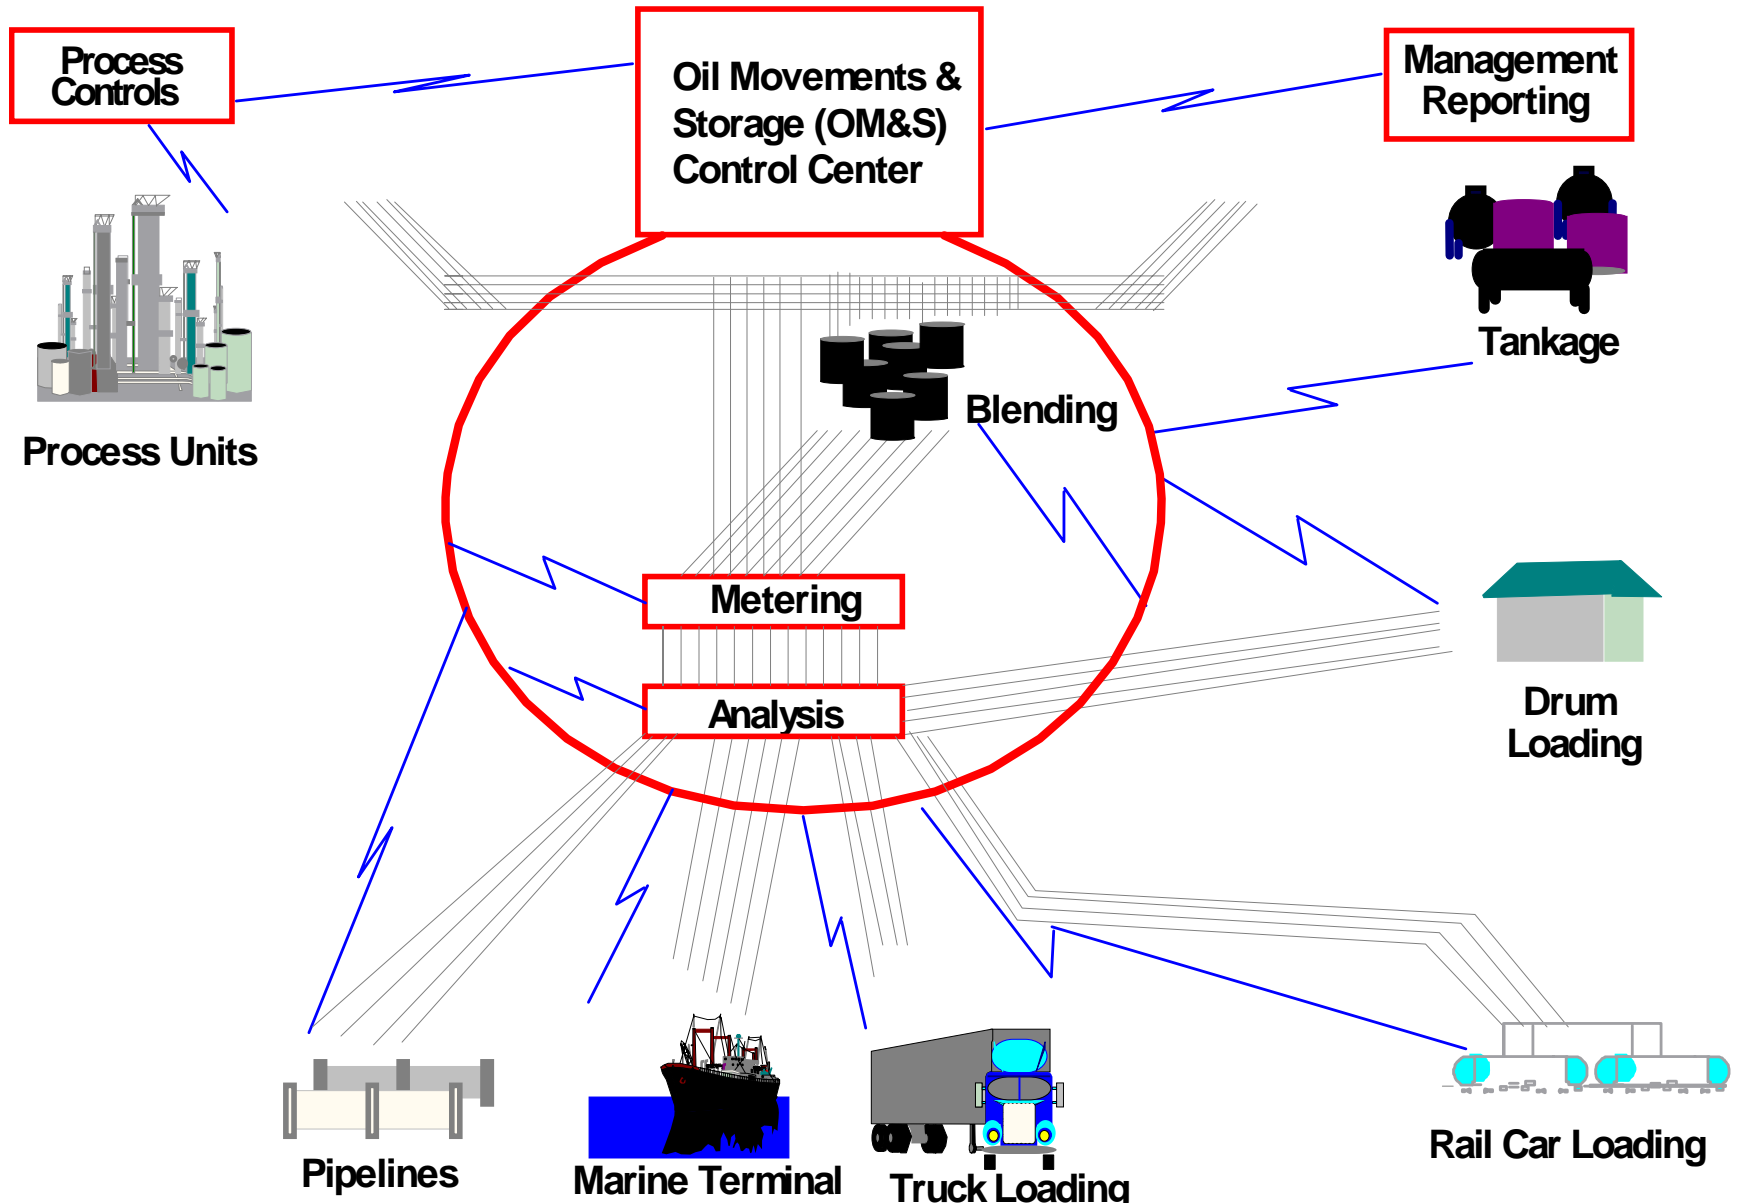 Process
Controls
Oil Movements &
Storage (OM&S)
Control Center
Management
Reporting
Tankage
Blending
Process Units
Metering
Analysis
Drum
Loading
Pipelines
Marine Terminal
Truck Loading
Rail Car Loading